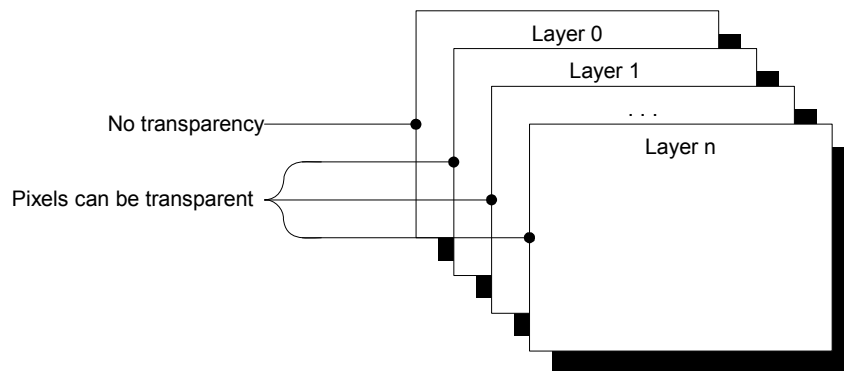 Layer 0
Layer 1
No transparency
. . .
Layer n
Pixels can be transparent